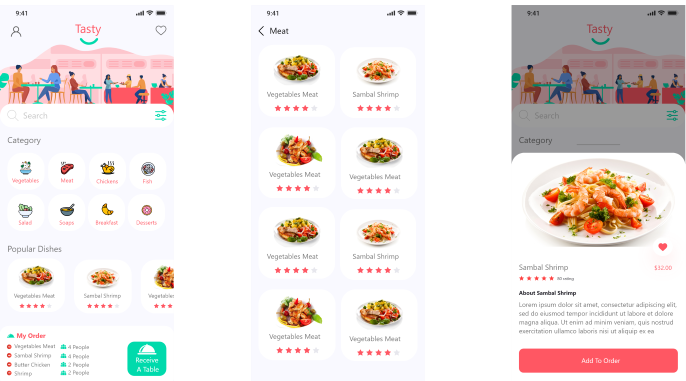 9:41
Tasty
Search
Category
Vegetables Meat Chickens Fish
Salad Soaps Breakfast Desserts
Popular Dishes
Vegetables Meat Sambal Shrimp Vegetables
My Order
Vegetables Meat 4 People
Sambal Shrimp 4 People
Butter Chicken 2 People
Shrimp 2 People
Receive
A Table
9:41
Meat
Vegetables Meat Sambal Shrimp
Vegetables Meat Vegetables Meat
Vegetables Meat Sambal Shrimp
Vegetables Meat Vegetables Meat
9:41
Tasty
Search
Category
Sambal Shrimp $32.00
rating
About Sambal Shrimp
Lorem ipsum dolor sit amet, consectetur adipiscing elit,
sed do eiusmod tempor incididunt ut labore et dolore
magna aliqua. Ut enim ad minim veniam, quis nostrud
exercitation ullamco laboris nisi ut aliquip ex ea
Add To Order